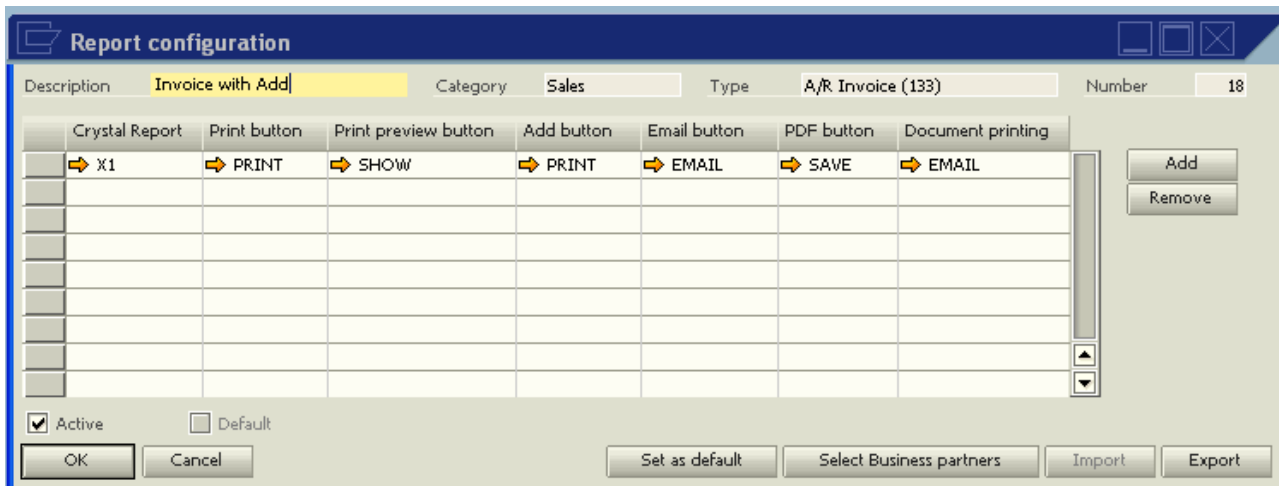 Report configuration
Description Invoice with Add Category Sales Type A/R Invoice (133) Number 18
Crystal Report Print button Print preview button Add button Email button PDF button Document printing
X1 PRINT SHOW PRINT EMAIL SAVE EMAIL
Add
Remove
Active Default
OK Cancel Set as default Select Business partners Import Export